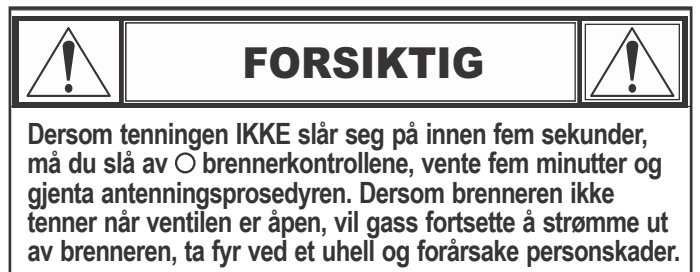 FORSIKTIG
Dersom tenningen IKKE slår seg på innen fem sekunder,
må du slå av ○ brennerkontrollene, vente fem minutter og
gjenta antenningsprosedyren. Dersom brenneren ikke
tenner når ventilen er åpen, vil gass fortsette å strømme ut
av brenneren, ta fyr ved et uhell og forårsake personskader.